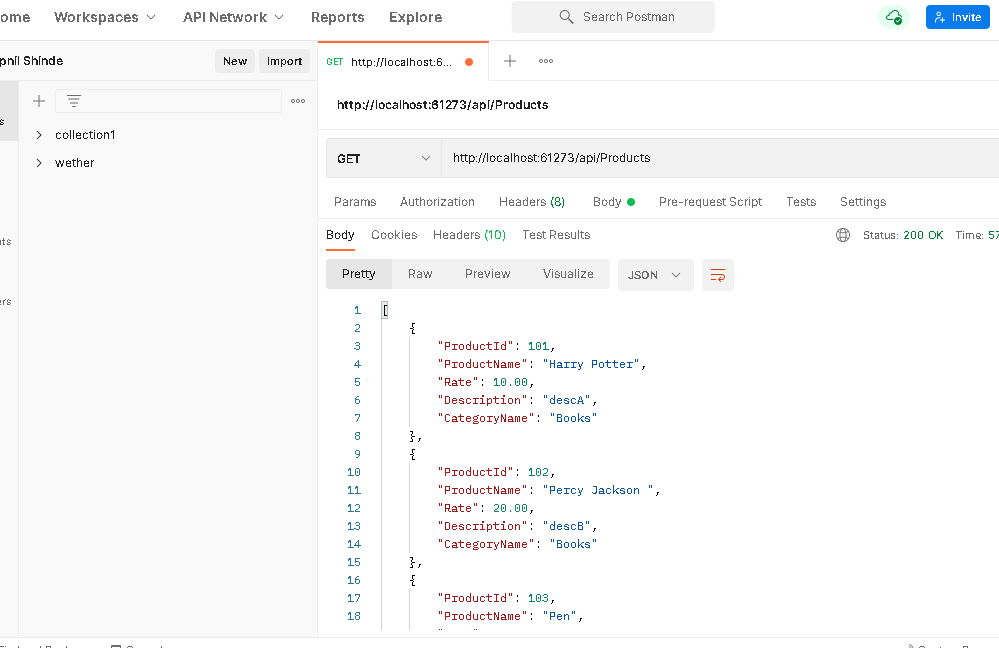 ome Workspaces API Network Reports Explore Search Postman Invite
pnil Shinde New Import GET http://localhost:6...
http://localhost:61273/api/Products
s
collection1
GET http://localhost:61273/api/Products
wether
Params Authorization Headers (8) Body Pre-request Script Tests Settings
Body Cookies Headers (10) Test Results Status: 200 OK Time: 57
nts
Pretty Raw Preview Visualize JSON
ers
1 [
2 {
3 "ProductId": 101,
4 "ProductName": "Harry Potter",
5 "Rate": 10.00,
6 "Description": "descA",
7 "CategoryName": "Books"
8 },
9 {
10 "ProductId": 102,
11 "ProductName": "Percy Jackson ",
12 "Rate": 20.00,
13 "Description": "descB",
14 "CategoryName": "Books"
15 },
16 {
17 "ProductId": 103,
18 "ProductName": "Pen",